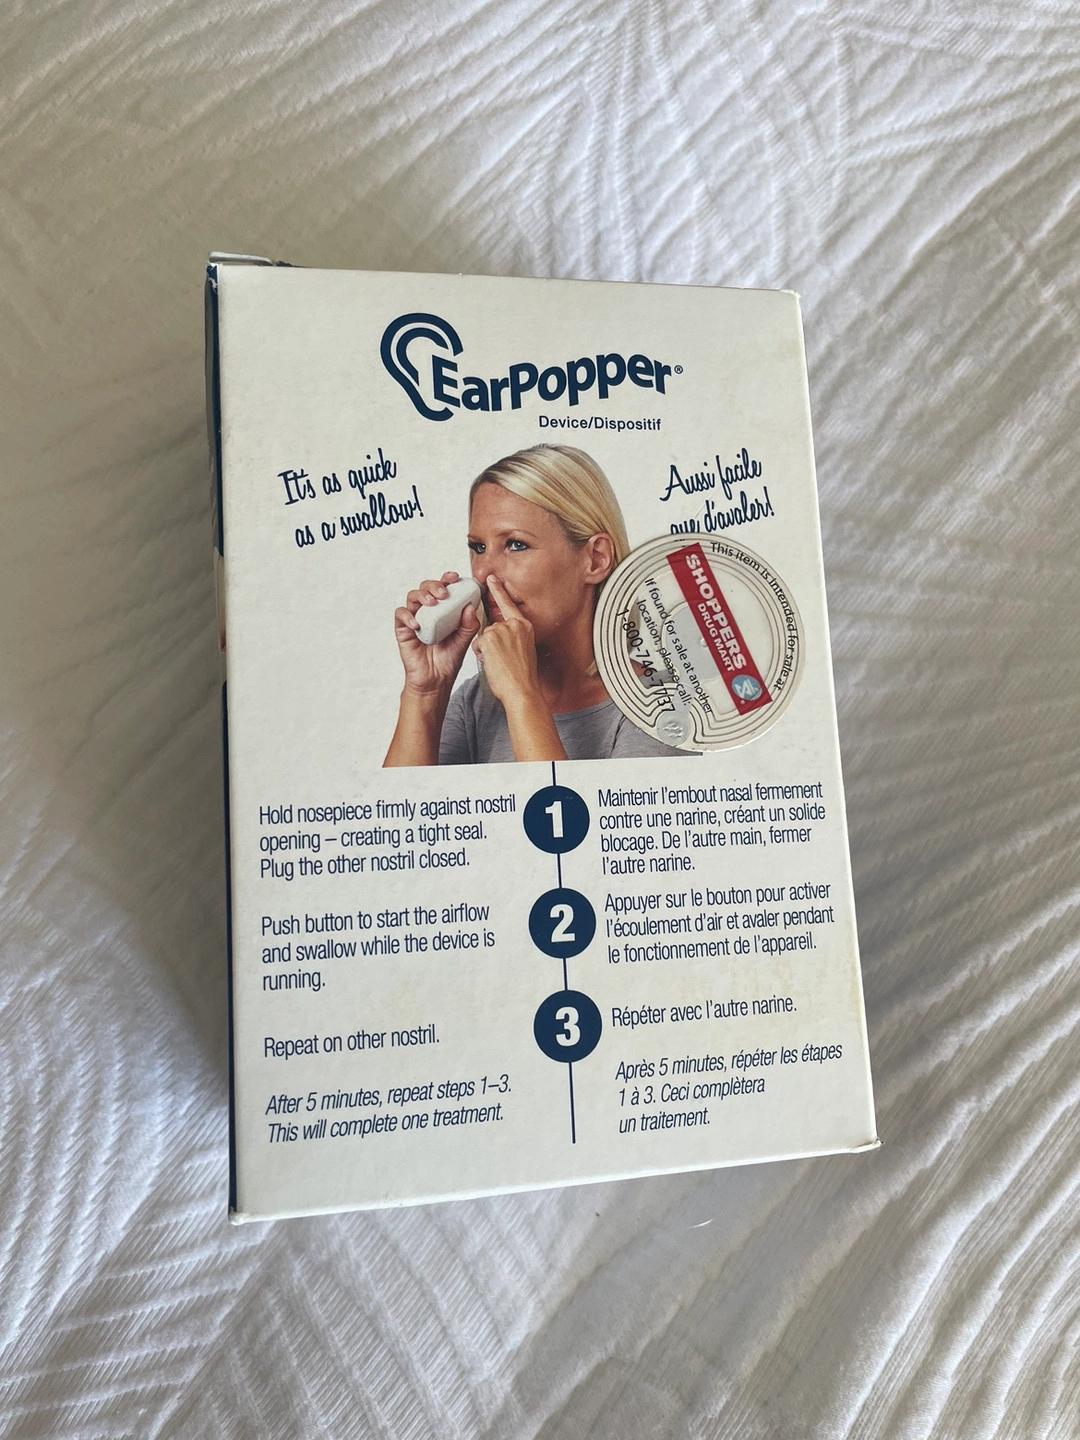 EarPopper®
Device/Dispositif
It's as quick
as a swallow!
Aussi facile
que d'avaler!
This item is intended for sale at
SHOPPERS
DRUG MART
If found for sale at another
location, please call:
1-800-746-7737
Hold nosepiece firmly against nostril
opening – creating a tight seal.
Plug the other nostril closed.
1
Maintenir l'embout nasal fermement
contre une narine, créant un solide
blocage. De l'autre main, fermer
l'autre narine.
Push button to start the airflow
and swallow while the device is
running.
2
Appuyer sur le bouton pour activer
l'écoulement d'air et avaler pendant
le fonctionnement de l'appareil.
Repeat on other nostril.
3
Répéter avec l'autre narine.
After 5 minutes, repeat steps 1–3.
This will complete one treatment.
Après 5 minutes, répéter les étapes
1 à 3. Ceci complètera
un traitement.